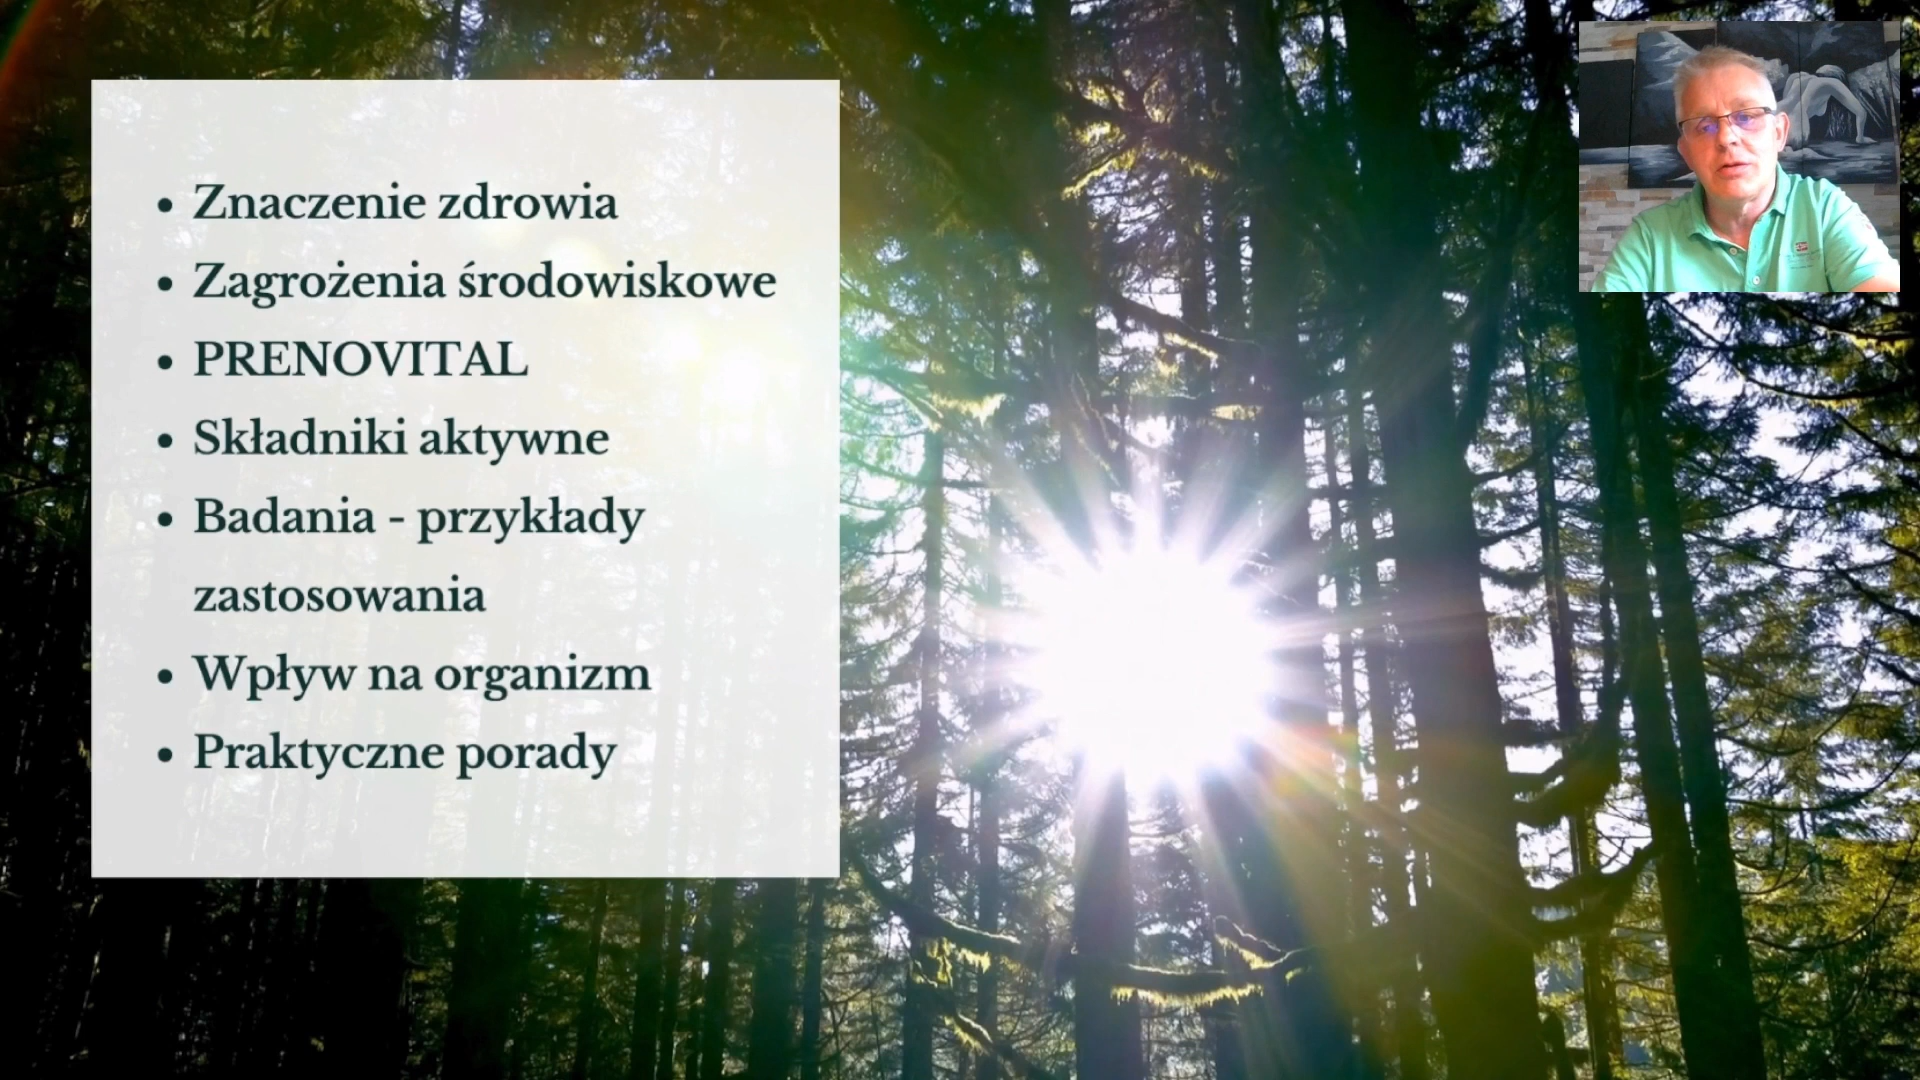 • Znaczenie zdrowia
• Zagrożenia środowiskowe
• PRENOVITAL
• Składniki aktywne
• Badania - przykłady
zastosowania
• Wpływ na organizm
• Praktyczne porady